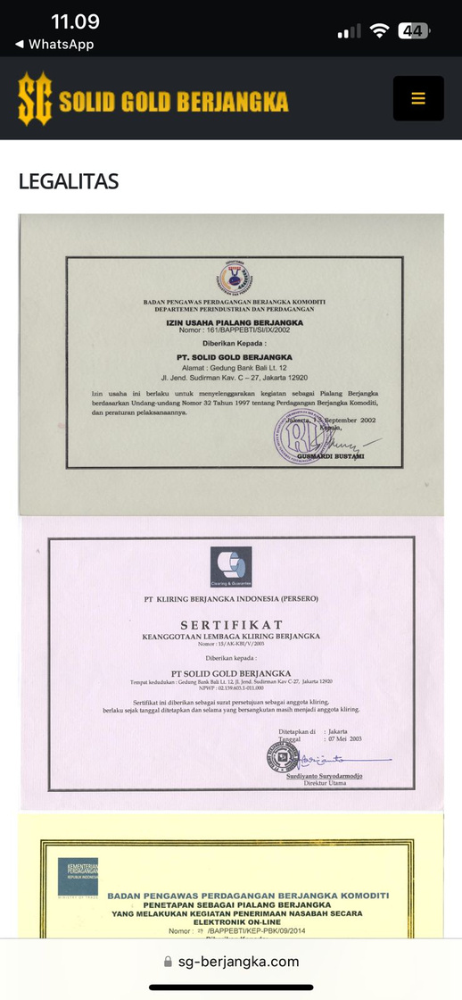 11.09
◀ WhatsApp
44
SG SOLID GOLD BERJANGKA
LEGALITAS
BADAN PENGAWAS PERDAGANGAN BERJANGKA KOMODITI
DEPARTEMEN PERINDUSTRIAN DAN PERDAGANGAN
IZIN USAHA PIALANG BERJANGKA
Nomor : 161/BAPPEBTI/SI/IX/2002
Diberikan Kepada :
PT. SOLID GOLD BERJANGKA
Alamat : Gedung Bank Bali Lt. 12
Jl. Jend. Sudirman Kav. C – 27, Jakarta 12920
Izin usaha ini berlaku untuk menyelenggarakan kegiatan sebagai Pialang Berjangka
berdasarkan Undang-undang Nomor 32 Tahun 1997 tentang Perdagangan Berjangka Komoditi,
dan peraturan pelaksanaannya.
Jakarta, September 2002
Kepala,
GUSMARDI BUSTAMI
Clearing & Guarantee
PT KLIRING BERJANGKA INDONESIA (PERSERO)
SERTIFIKAT
KEANGGOTAAN LEMBAGA KLIRING BERJANGKA
Nomor : 15/AK-KBI/V/2003
Diberikan kepada :
PT SOLID GOLD BERJANGKA
Tempat kedudukan : Gedung Bank Bali Lt. 12, Jl. Jend. Sudirman Kav C-27, Jakarta 12920
NPWP : 02.139.603.1-011.000
Sertifikat ini diberikan sebagai surat persetujuan sebagai anggota kliring,
berlaku sejak tanggal ditetapkan dan selama yang bersangkutan masih menjadi anggota kliring.
Ditetapkan di : Jakarta
Tanggal : 07 Mei 2003
Surdiyanto Suryodarmodjo
Direktur Utama
KEMENTERIAN
PERDAGANGAN
REPUBLIK INDONESIA
MINISTRY OF TRADE
BADAN PENGAWAS PERDAGANGAN BERJANGKA KOMODITI
PENETAPAN SEBAGAI PIALANG BERJANGKA
YANG MELAKUKAN KEGIATAN PENERIMAAN NASABAH SECARA
ELEKTRONIK ON-LINE
Nomor : /BAPPEBTI/KEP-PBK/09/2014
sg-berjangka.com